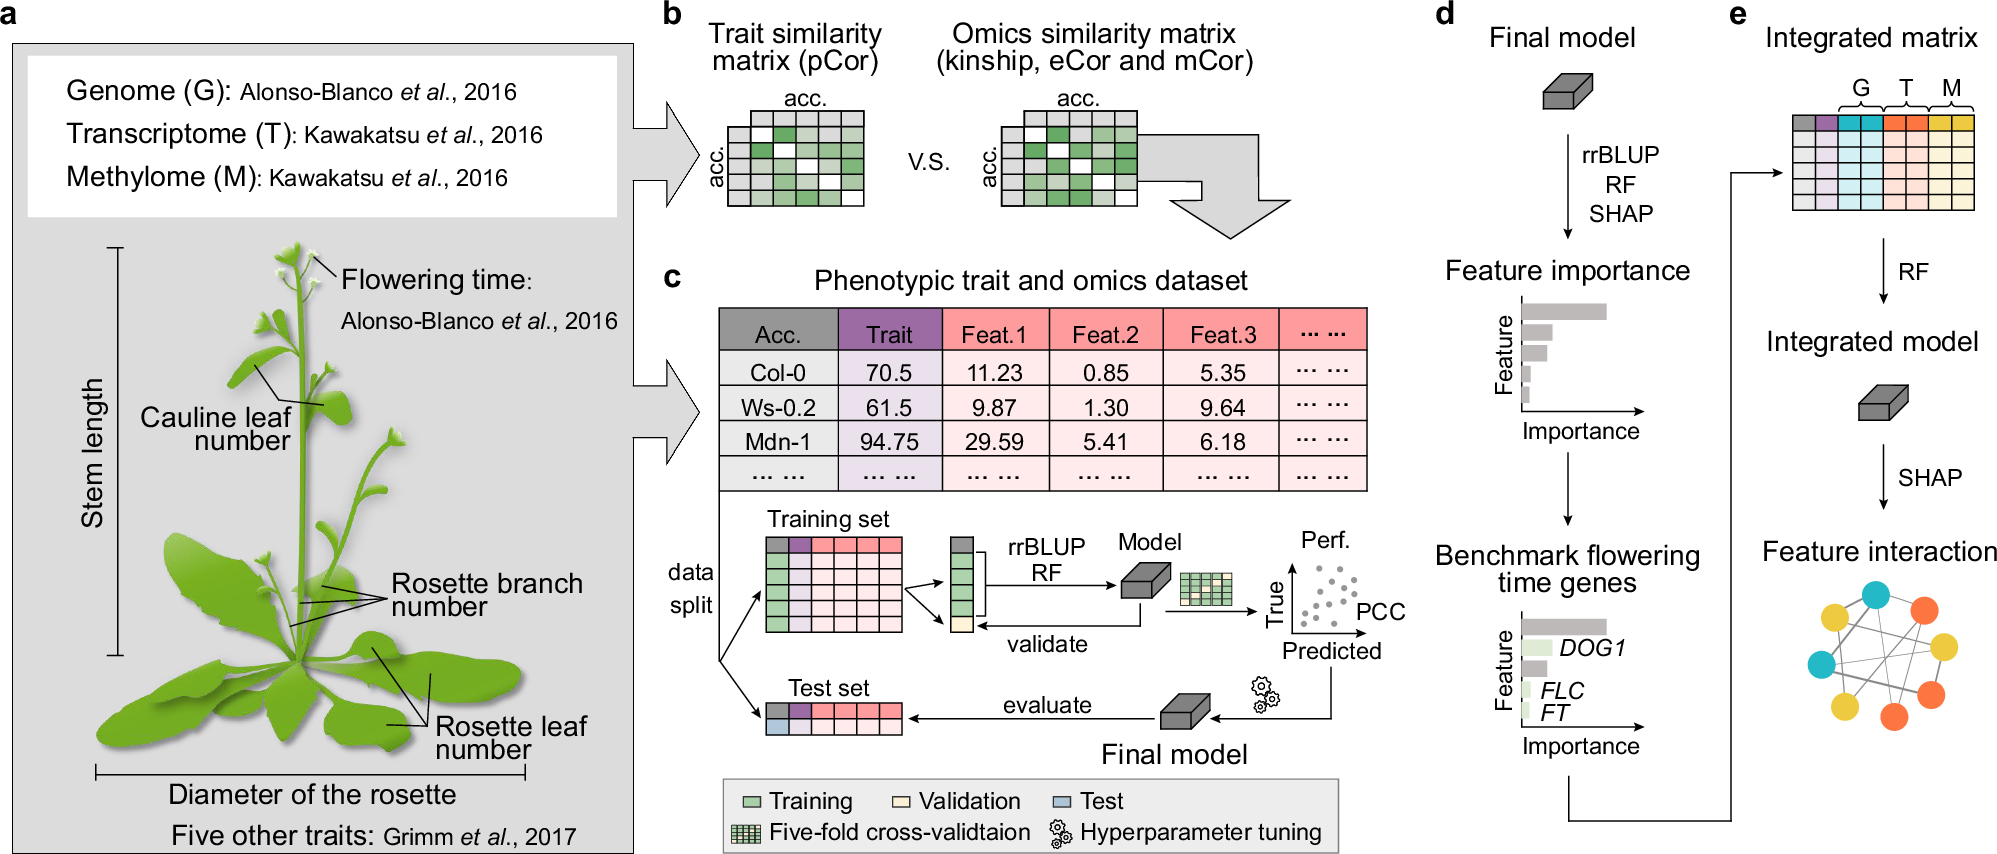 a
Genome (G): Alonso-Blanco et al., 2016
Transcriptome (T): Kawakatsu et al., 2016
Methylome (M): Kawakatsu et al., 2016
Flowering time:
Alonso-Blanco et al., 2016
Stem length
Cauline leaf
number
Rosette branch
number
Rosette leaf
number
Diameter of the rosette
Five other traits: Grimm et al., 2017
b
Trait similarity
matrix (pCor)
acc.
acc.
V.S.
Omics similarity matrix
(kinship, eCor and mCor)
acc.
acc.
c
Phenotypic trait and omics dataset
Acc. Trait Feat.1 Feat.2 Feat.3 ... ...
Col-0 70.5 11.23 0.85 5.35 ... ...
Ws-0.2 61.5 9.87 1.30 9.64 ... ...
Mdn-1 94.75 29.59 5.41 6.18 ... ...
... ... ... ... ... ... ... ... ... ... ... ...
data
split
Training set
rrBLUP
RF
Model
validate
Perf.
True
PCC
Predicted
Test set
evaluate
Final model
Training
Validation
Test
Five-fold cross-validtaion
Hyperparameter tuning
d
Final model
rrBLUP
RF
SHAP
Feature importance
Feature
Importance
Benchmark flowering
time genes
Feature
DOG1
FLC
FT
Importance
e
Integrated matrix
G T M
RF
Integrated model
SHAP
Feature interaction